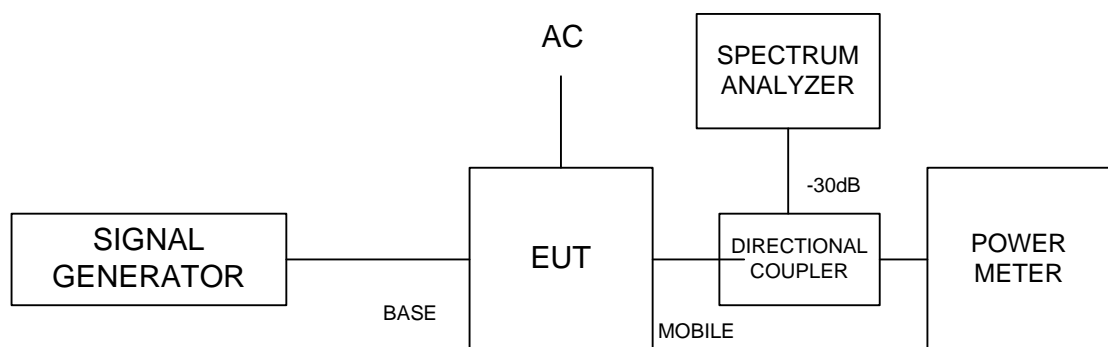 AC
SPECTRUM
ANALYZER
-30dB
SIGNAL
GENERATOR
BASE
EUT
MOBILE
DIRECTIONAL
COUPLER
POWER
METER